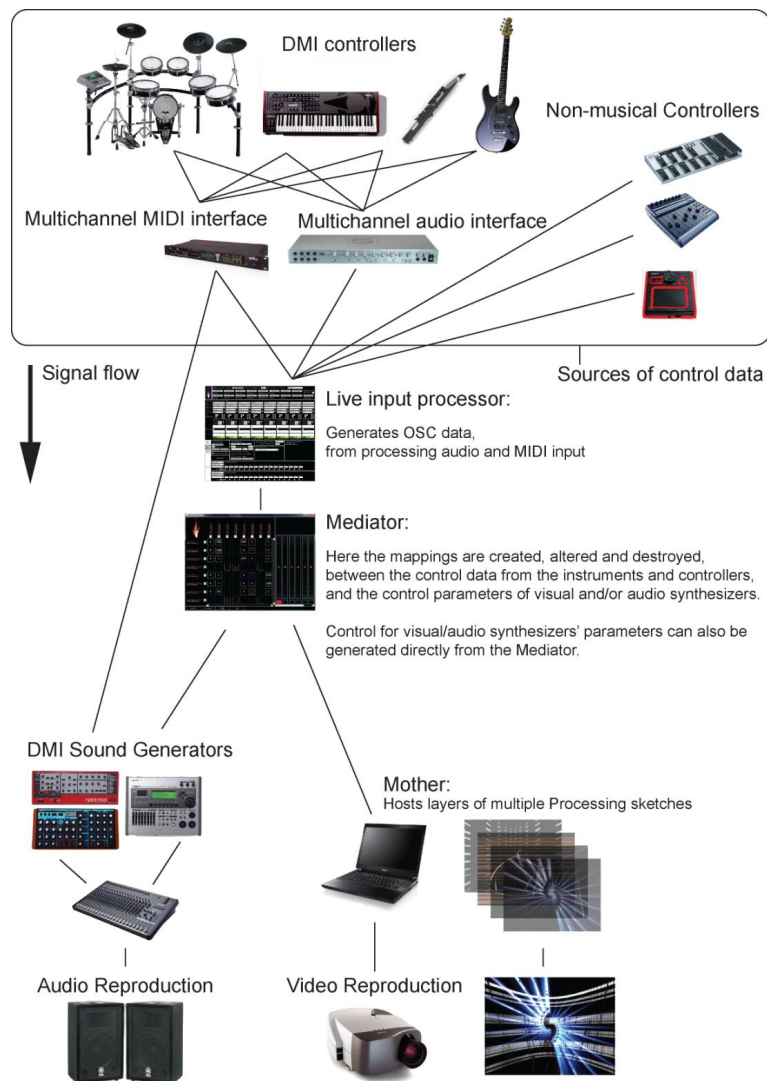 DMI controllers
Non-musical Controllers
Multichannel MIDI interface
Multichannel audio interface
Signal flow
Sources of control data
Live input processor:
Generates OSC data,
from processing audio and MIDI input
Mediator:
Here the mappings are created, altered and destroyed,
between the control data from the instruments and controllers,
and the control parameters of visual and/or audio synthesizers.
Control for visual/audio synthesizers' parameters can also be
generated directly from the Mediator.
DMI Sound Generators
Mother:
Hosts layers of multiple Processing sketches
Audio Reproduction
Video Reproduction